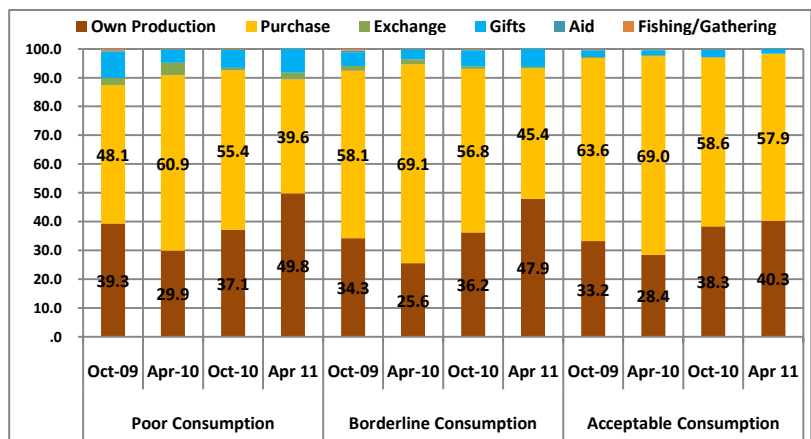 Own Production Purchase Exchange Gifts Aid Fishing/Gathering
100.0
90.0
80.0
70.0
60.0
50.0
40.0
30.0
20.0
10.0
.0
48.1 60.9 55.4 39.6 58.1 69.1 56.8 45.4 63.6 69.0 58.6 57.9
39.3 29.9 37.1 49.8 34.3 25.6 36.2 47.9 33.2 28.4 38.3 40.3
Oct-09 Apr-10 Oct-10 Apr 11 Oct-09 Apr-10 Oct-10 Apr 11 Oct-09 Apr-10 Oct-10 Apr 11
Poor Consumption Borderline Consumption Acceptable Consumption